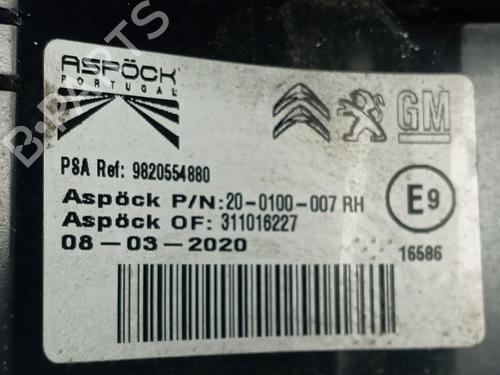 ASPÖCK
PORTUGAL
GM
PSA Ref: 9820554880
Aspöck P/N: 20-0100-007 RH
Aspöck OF: 311016227
08-03-2020
E9
16586
B-PARTS